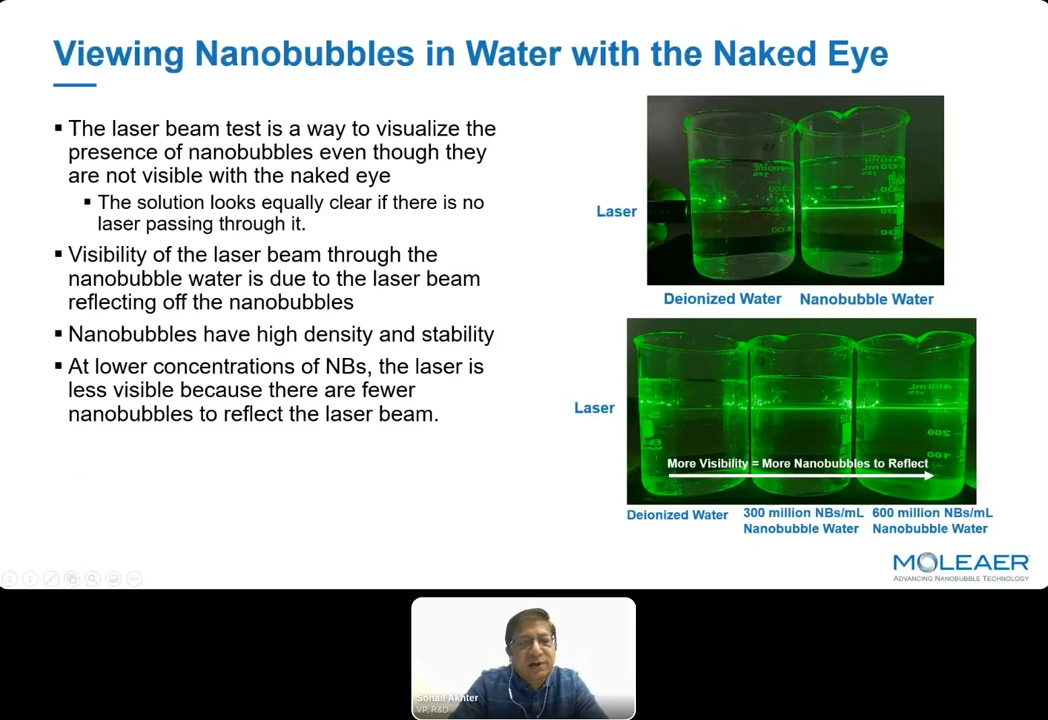 Viewing Nanobubbles in Water with the Naked Eye
▪ The laser beam test is a way to visualize the
presence of nanobubbles even though they
are not visible with the naked eye
▪ The solution looks equally clear if there is no
laser passing through it.
▪ Visibility of the laser beam through the
nanobubble water is due to the laser beam
reflecting off the nanobubbles
▪ Nanobubbles have high density and stability
▪ At lower concentrations of NBs, the laser is
less visible because there are fewer
nanobubbles to reflect the laser beam.
Laser
Deionized Water Nanobubble Water
Laser
400mL
200
100
More Visibility = More Nanobubbles to Reflect
Deionized Water
300 million NBs/mL
Nanobubble Water
600 million NBs/mL
Nanobubble Water
MOLEAER
ADVANCING NANOBUBBLE TECHNOLOGY
Sohail Akhter
VP, R&D